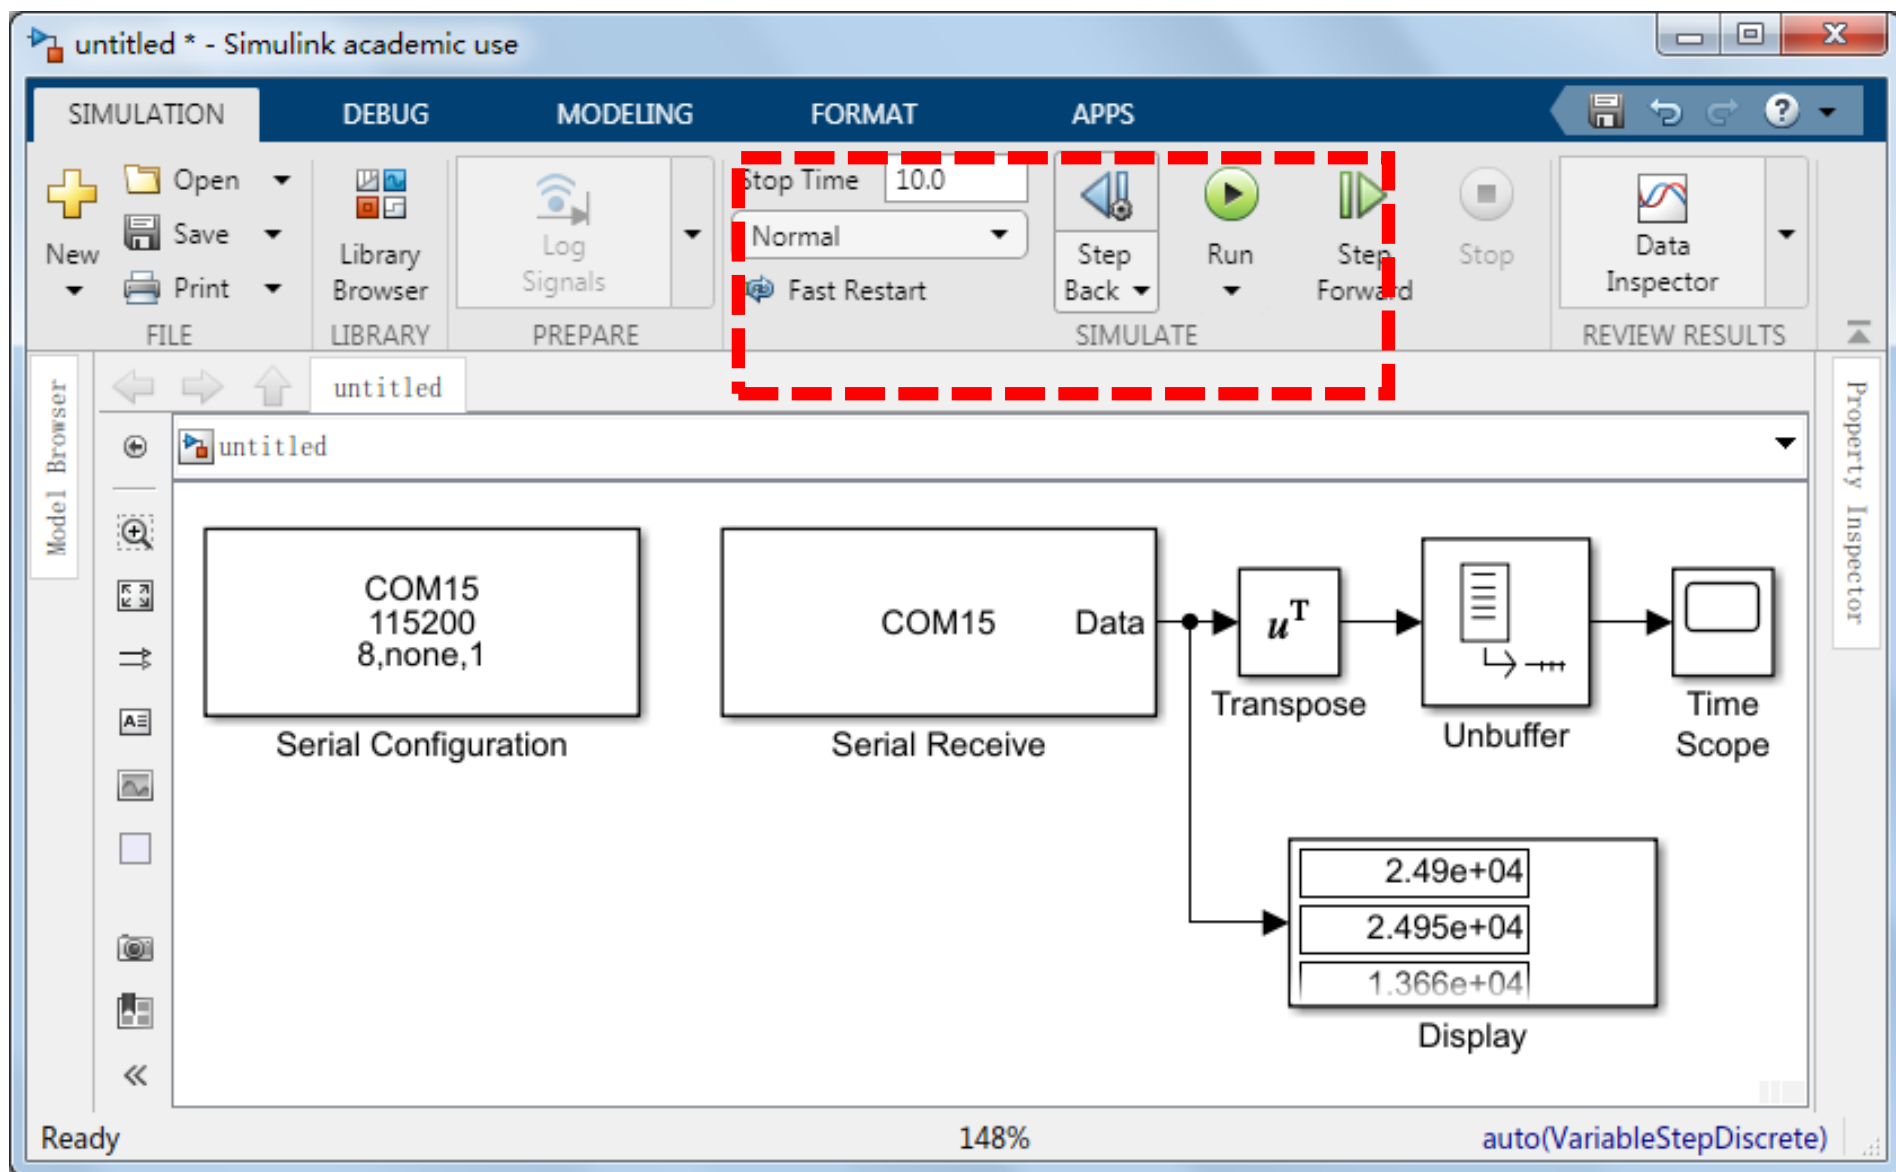 untitled * - Simulink academic use
SIMULATION DEBUG MODELING FORMAT APPS
?
New
Open
Save
Print
FILE
Library
Browser
LIBRARY
Log
Signals
PREPARE
Stop Time 10.0
Normal
Fast Restart
Step
Back
Run
Step
Forward
Stop
SIMULATE
Data
Inspector
REVIEW RESULTS
Model Browser
untitled
untitled
Property Inspector
COM15
115200
8,none,1
Serial Configuration
COM15 Data
Serial Receive
uᵀ
Transpose
Unbuffer
Time
Scope
2.49e+04
2.495e+04
1.366e+04
Display
Ready 148% auto(VariableStepDiscrete)